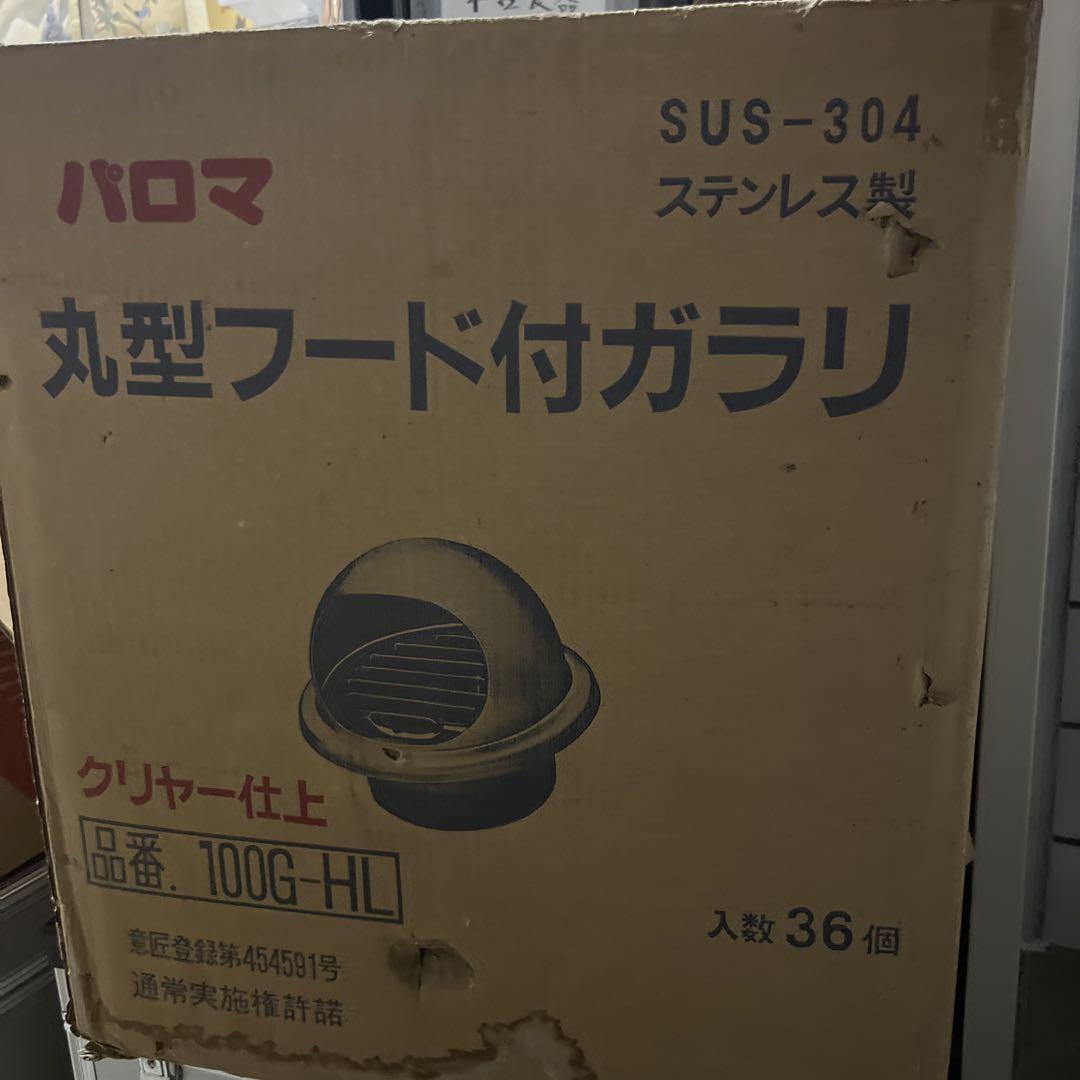 SUS-304
パロマ
ステンレス製
丸型フード付ガラリ
クリヤー仕上
品番. 100G-HL
入数36個
意匠登録第454591号
通常実施権許諾